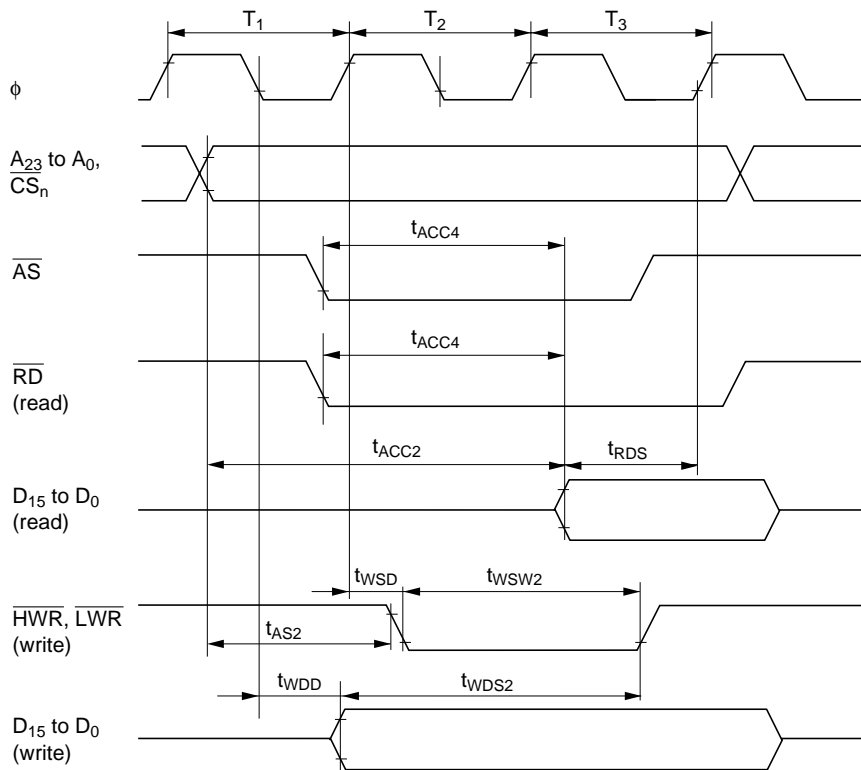 T1 T2 T3
ϕ
A23 to A0,
CSn
tACC4
AS
tACC4
RD
(read)
tACC2 tRDS
D15 to D0
(read)
tWSD tWSW2
HWR, LWR
(write)
tAS2
tWDD tWDS2
D15 to D0
(write)